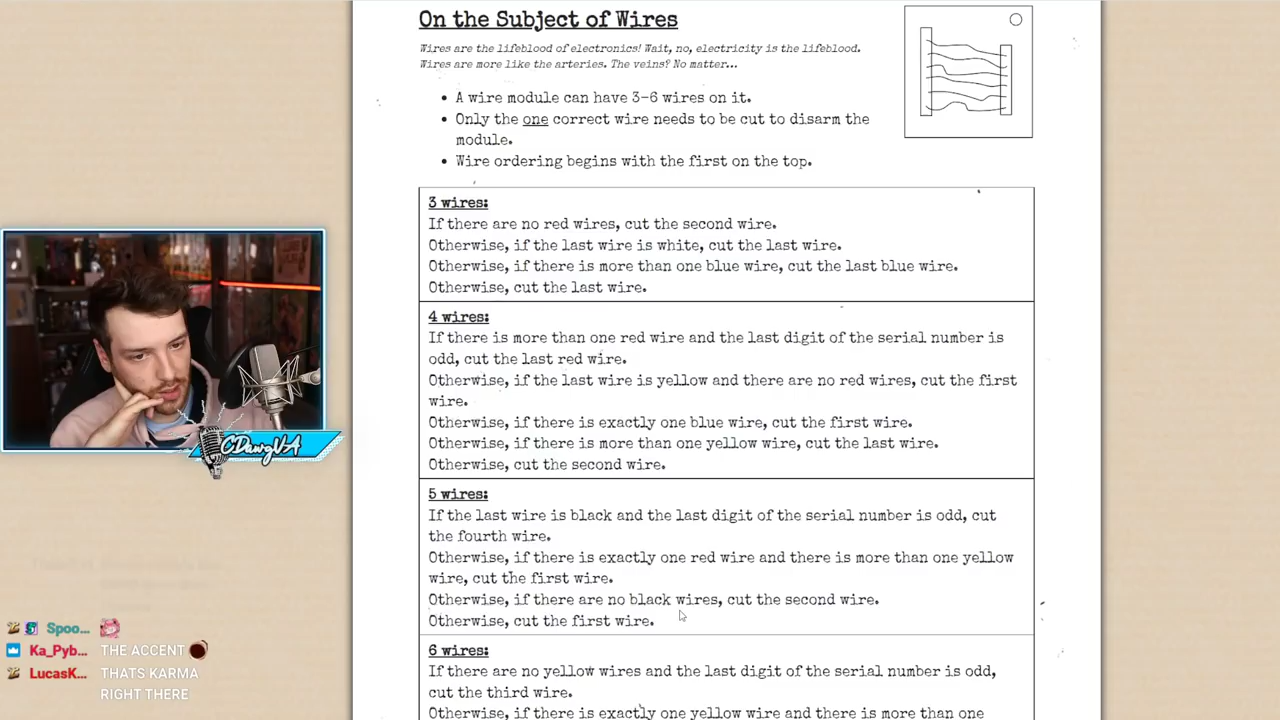 On the Subject of Wires
Wires are the lifeblood of electronics! Wait, no, electricity is the lifeblood.
Wires are more like the arteries. The veins? No matter…
• A wire module can have 3-6 wires on it.
• Only the one correct wire needs to be cut to disarm the
module.
• Wire ordering begins with the first on the top.
3 wires:
If there are no red wires, cut the second wire.
Otherwise, if the last wire is white, cut the last wire.
Otherwise, if there is more than one blue wire, cut the last blue wire.
Otherwise, cut the last wire.
4 wires:
If there is more than one red wire and the last digit of the serial number is
odd, cut the last red wire.
Otherwise, if the last wire is yellow and there are no red wires, cut the first
wire.
Otherwise, if there is exactly one blue wire, cut the first wire.
Otherwise, if there is more than one yellow wire, cut the last wire.
Otherwise, cut the second wire.
5 wires:
If the last wire is black and the last digit of the serial number is odd, cut
the fourth wire.
Otherwise, if there is exactly one red wire and there is more than one yellow
wire, cut the first wire.
Otherwise, if there are no black wires, cut the second wire.
Otherwise, cut the first wire.
6 wires:
If there are no yellow wires and the last digit of the serial number is odd,
cut the third wire.
Otherwise, if there is exactly one yellow wire and there is more than one
CDawgVA
Spoo...
Ka_Pyb... THE ACCENT
LucasK... THATS KARMA
RIGHT THERE